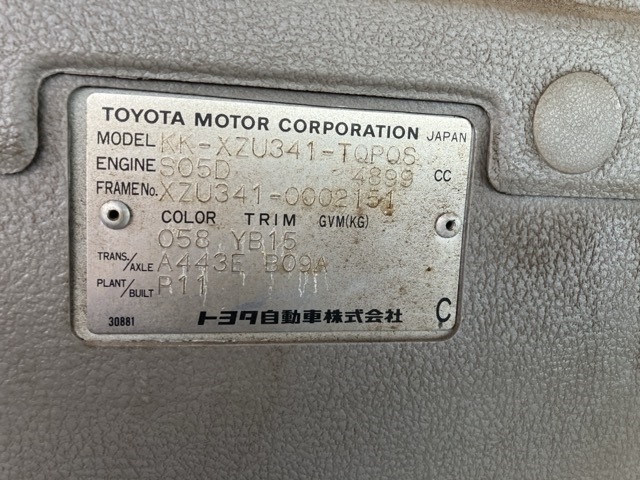 TOYOTA MOTOR CORPORATION JAPAN
MODEL KK-XZU341-TQPQS
ENGINE S05D 4899 CC
FRAME No. XZU341-0002151
COLOR TRIM GVM(KG)
058 YB15
TRANS./AXLE A443E B09A
PLANT/BUILT P11
30881 トヨタ自動車株式会社 C